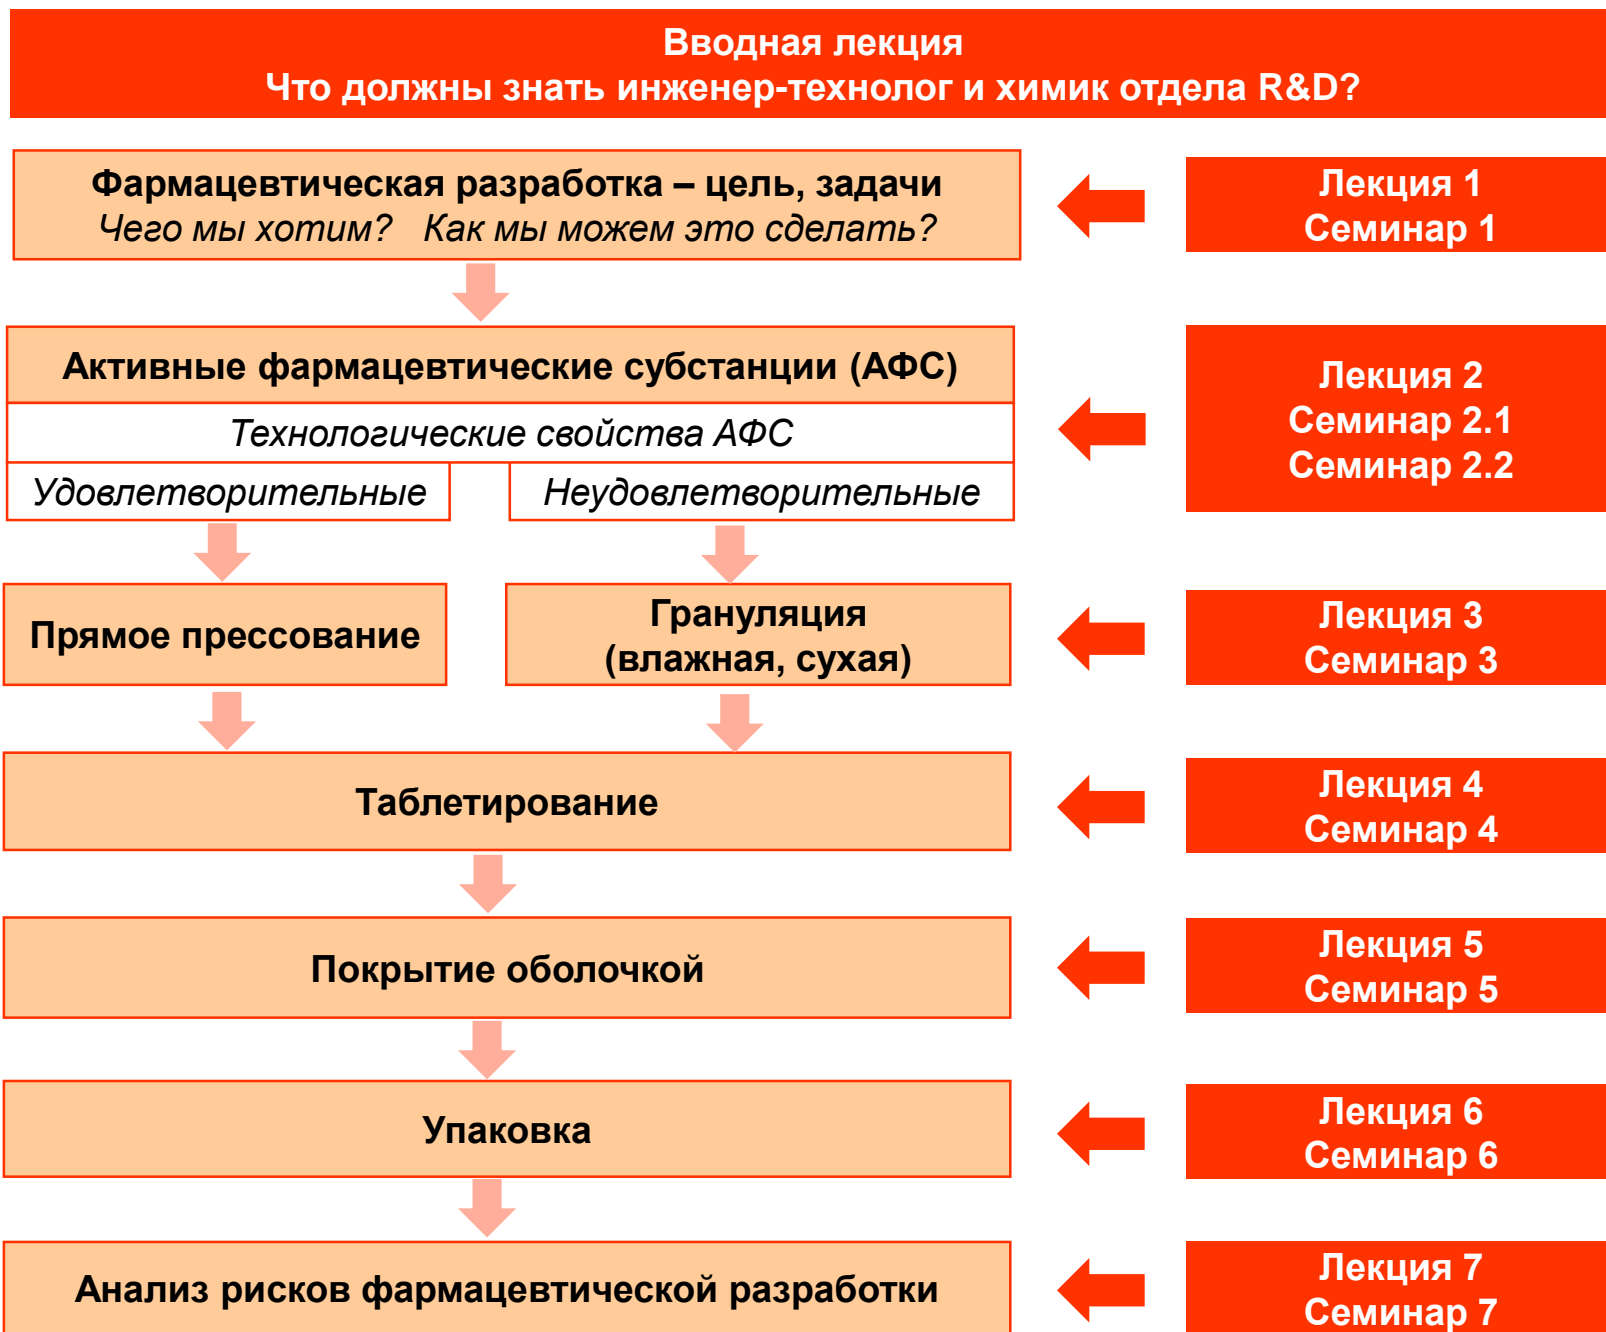 Вводная лекция
Что должны знать инженер-технолог и химик отдела R&D?
Фармацевтическая разработка – цель, задачи
Чего мы хотим? Как мы можем это сделать?
Лекция 1
Семинар 1
Активные фармацевтические субстанции (АФС)
Технологические свойства АФС
Удовлетворительные
Неудовлетворительные
Лекция 2
Семинар 2.1
Семинар 2.2
Прямое прессование
Грануляция
(влажная, сухая)
Лекция 3
Семинар 3
Таблетирование
Лекция 4
Семинар 4
Покрытие оболочкой
Лекция 5
Семинар 5
Упаковка
Лекция 6
Семинар 6
Анализ рисков фармацевтической разработки
Лекция 7
Семинар 7